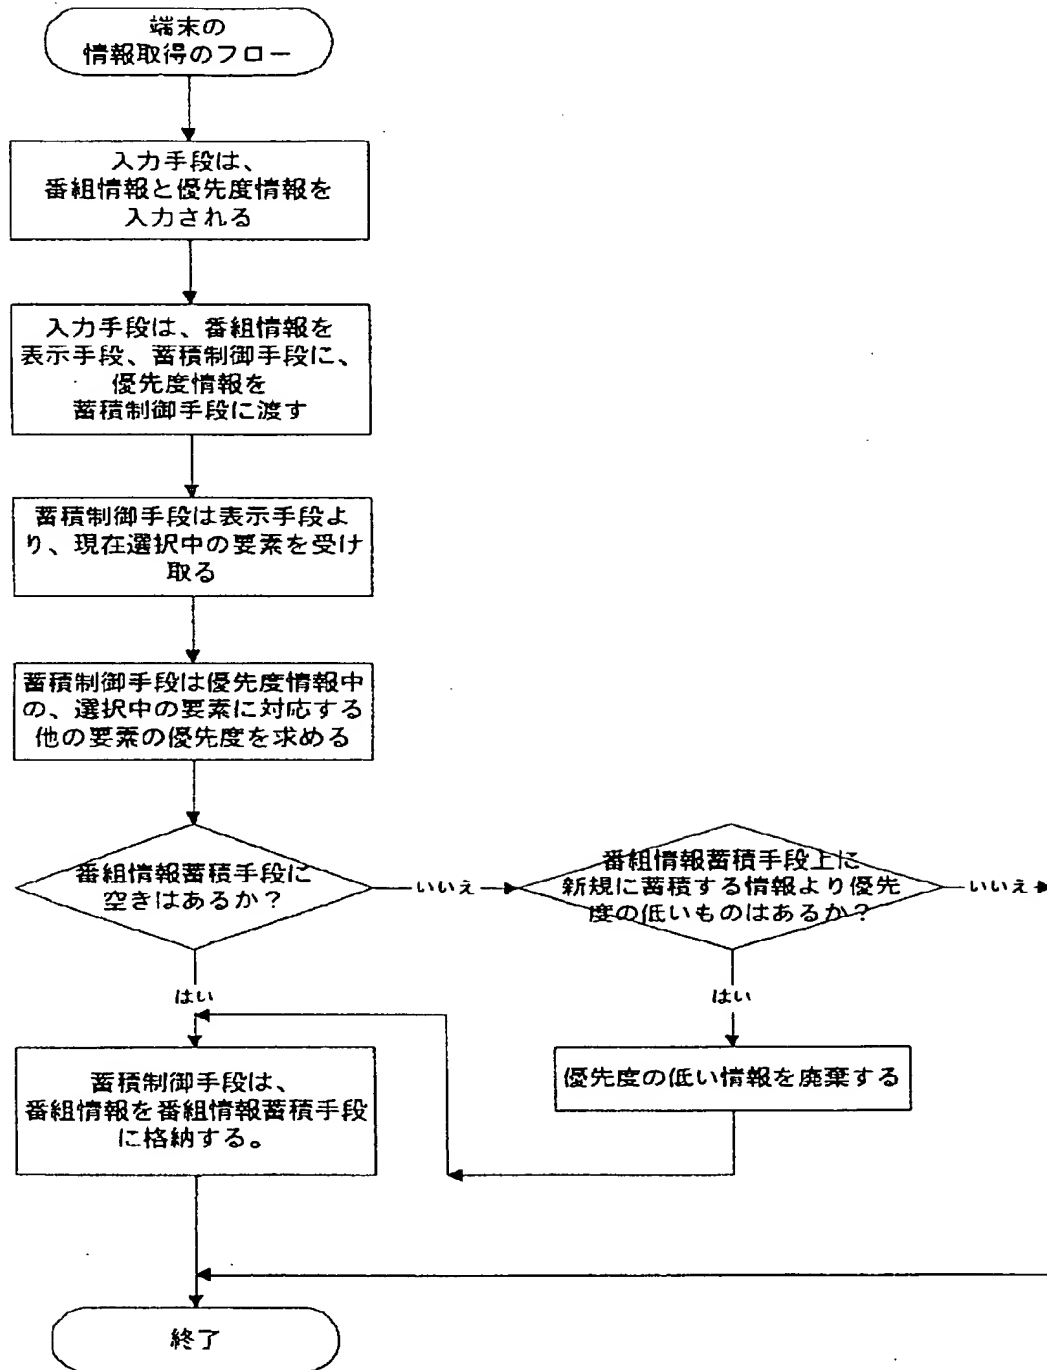 端末の
情報取得のフロー
入力手段は、
番組情報と優先度情報を
入力される
入力手段は、番組情報を
表示手段、蓄積制御手段に、
優先度情報を
蓄積制御手段に渡す
蓄積制御手段は表示手段よ
り、現在選択中の要素を受け
取る
蓄積制御手段は優先度情報中
の、選択中の要素に対応する
他の要素の優先度を求める
番組情報蓄積手段に
空きはあるか？
いいえ
番組情報蓄積手段上に
新規に蓄積する情報より優先
度の低いものはあるか？
いいえ
はい
はい
蓄積制御手段は、
番組情報を番組情報蓄積手段
に格納する。
優先度の低い情報を廃棄する
終了